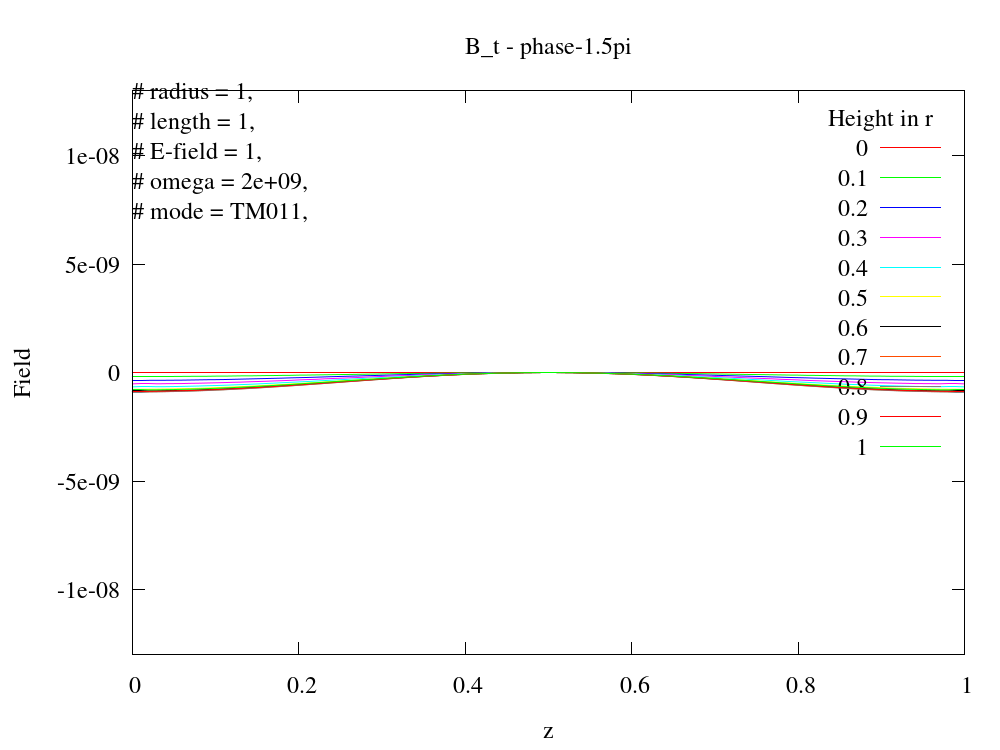 B_t - phase-1.5pi
# radius = 1,
# length = 1,
# E-field = 1,
# omega = 2e+09,
# mode = TM011,
Height in r
0
0.1
0.2
0.3
0.4
0.5
0.6
0.7
0.8
0.9
1
1e-08
5e-09
0
-5e-09
-1e-08
Field
0 0.2 0.4 0.6 0.8 1
z